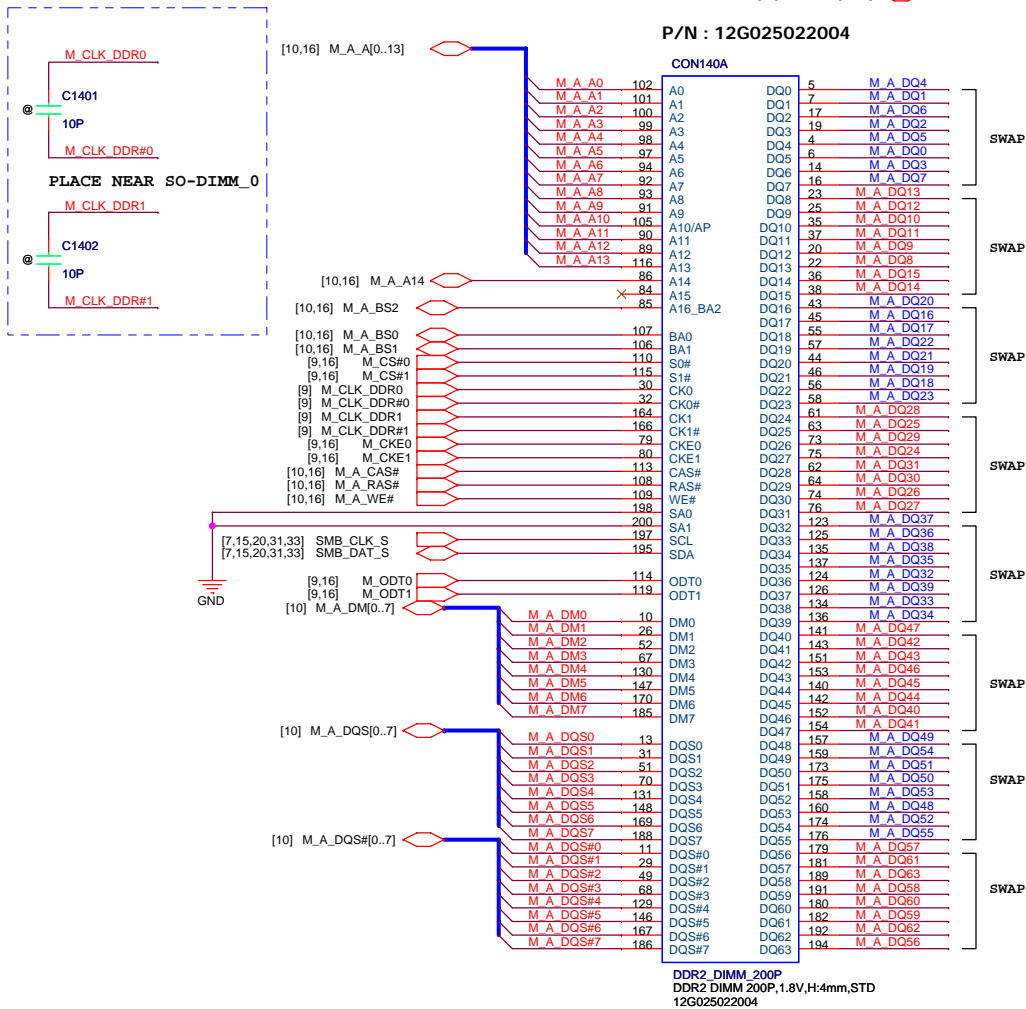 P/N : 12G025022004
CON140A
M_CLK_DDR0
@
C1401
10P
M_CLK_DDR#0
PLACE NEAR SO-DIMM_0
M_CLK_DDR1
@
C1402
10P
M_CLK_DDR#1
[10,16] M_A_A[0..13]
M_A_A0 102 A0 DQ0 5 M_A_DQ4
M_A_A1 101 A1 DQ1 7 M_A_DQ1
M_A_A2 100 A2 DQ2 17 M_A_DQ6
M_A_A3 99 A3 DQ3 19 M_A_DQ2
M_A_A4 98 A4 DQ4 4 M_A_DQ5
M_A_A5 97 A5 DQ5 6 M_A_DQ0
M_A_A6 94 A6 DQ6 14 M_A_DQ3
M_A_A7 92 A7 DQ7 16 M_A_DQ7
SWAP
M_A_A8 93 A8 DQ8 23 M_A_DQ13
M_A_A9 91 A9 DQ9 25 M_A_DQ12
M_A_A10 105 A10/AP DQ10 35 M_A_DQ10
M_A_A11 90 A11 DQ11 37 M_A_DQ11
M_A_A12 89 A12 DQ12 20 M_A_DQ9
M_A_A13 116 A13 DQ13 22 M_A_DQ8
[10,16] M_A_A14 86 A14 DQ14 36 M_A_DQ15
84 A15 DQ15 38 M_A_DQ14
SWAP
[10,16] M_A_BS2 85 A16_BA2 DQ16 43 M_A_DQ20
DQ17 45 M_A_DQ16
[10,16] M_A_BS0 107 BA0 DQ18 55 M_A_DQ17
[10,16] M_A_BS1 106 BA1 DQ19 57 M_A_DQ22
[9,16] M_CS#0 110 S0# DQ20 44 M_A_DQ21
[9,16] M_CS#1 115 S1# DQ21 46 M_A_DQ19
[9] M_CLK_DDR0 30 CK0 DQ22 56 M_A_DQ18
[9] M_CLK_DDR#0 32 CK0# DQ23 58 M_A_DQ23
SWAP
[9] M_CLK_DDR1 164 CK1 DQ24 61 M_A_DQ28
[9] M_CLK_DDR#1 166 CK1# DQ25 63 M_A_DQ25
[9,16] M_CKE0 79 CKE0 DQ26 73 M_A_DQ29
[9,16] M_CKE1 80 CKE1 DQ27 75 M_A_DQ24
[10,16] M_A_CAS# 113 CAS# DQ28 62 M_A_DQ31
[10,16] M_A_RAS# 108 RAS# DQ29 64 M_A_DQ30
[10,16] M_A_WE# 109 WE# DQ30 74 M_A_DQ26
198 SA0 DQ31 76 M_A_DQ27
SWAP
200 SA1 DQ32 123 M_A_DQ37
[7,15,20,31,33] SMB_CLK_S 197 SCL DQ33 125 M_A_DQ36
[7,15,20,31,33] SMB_DAT_S 195 SDA DQ34 135 M_A_DQ38
DQ35 137 M_A_DQ35
[9,16] M_ODT0 114 ODT0 DQ36 124 M_A_DQ32
[9,16] M_ODT1 119 ODT1 DQ37 126 M_A_DQ39
GND
[10] M_A_DM[0..7] DQ38 134 M_A_DQ33
M_A_DM0 10 DM0 DQ39 136 M_A_DQ34
SWAP
M_A_DM1 26 DM1 DQ40 141 M_A_DQ47
M_A_DM2 52 DM2 DQ41 143 M_A_DQ42
M_A_DM3 67 DM3 DQ42 151 M_A_DQ43
M_A_DM4 130 DM4 DQ43 153 M_A_DQ46
M_A_DM5 147 DM5 DQ44 140 M_A_DQ45
M_A_DM6 170 DM6 DQ45 142 M_A_DQ44
M_A_DM7 185 DM7 DQ46 152 M_A_DQ40
DQ47 154 M_A_DQ41
SWAP
[10] M_A_DQS[0..7]
M_A_DQS0 13 DQS0 DQ48 157 M_A_DQ49
M_A_DQS1 31 DQS1 DQ49 159 M_A_DQ54
M_A_DQS2 51 DQS2 DQ50 173 M_A_DQ51
M_A_DQS3 70 DQS3 DQ51 175 M_A_DQ50
M_A_DQS4 131 DQS4 DQ52 158 M_A_DQ53
M_A_DQS5 148 DQS5 DQ53 160 M_A_DQ48
M_A_DQS6 169 DQS6 DQ54 174 M_A_DQ52
M_A_DQS7 188 DQS7 DQ55 176 M_A_DQ55
SWAP
[10] M_A_DQS#[0..7]
M_A_DQS#0 11 DQS#0 DQ56 179 M_A_DQ57
M_A_DQS#1 29 DQS#1 DQ57 181 M_A_DQ61
M_A_DQS#2 49 DQS#2 DQ58 189 M_A_DQ63
M_A_DQS#3 68 DQS#3 DQ59 191 M_A_DQ58
M_A_DQS#4 129 DQS#4 DQ60 180 M_A_DQ60
M_A_DQS#5 146 DQS#5 DQ61 182 M_A_DQ59
M_A_DQS#6 167 DQS#6 DQ62 192 M_A_DQ62
M_A_DQS#7 186 DQS#7 DQ63 194 M_A_DQ56
SWAP
DDR2_DIMM_200P
DDR2 DIMM 200P,1.8V,H:4mm,STD
12G025022004